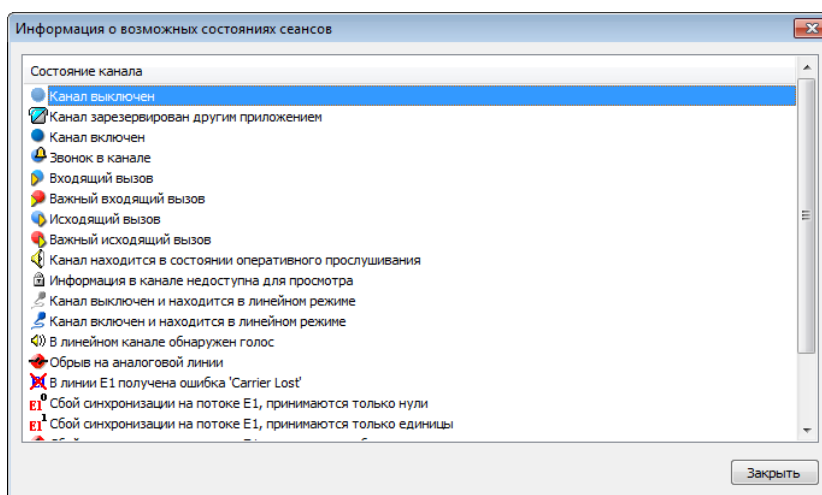 Информация о возможных состояниях сеансов
Состояние канала
Канал выключен
Канал зарезервирован другим приложением
Канал включен
Звонок в канале
Входящий вызов
Важный входящий вызов
Исходящий вызов
Важный исходящий вызов
Канал находится в состоянии оперативного прослушивания
Информация в канале недоступна для просмотра
Канал выключен и находится в линейном режиме
Канал включен и находится в линейном режиме
В линейном канале обнаружен голос
Обрыв на аналоговой линии
В линии E1 получена ошибка 'Carrier Lost'
E1 0 Сбой синхронизации на потоке E1, принимаются только нули
E1 1 Сбой синхронизации на потоке E1, принимаются только единицы
Закрыть